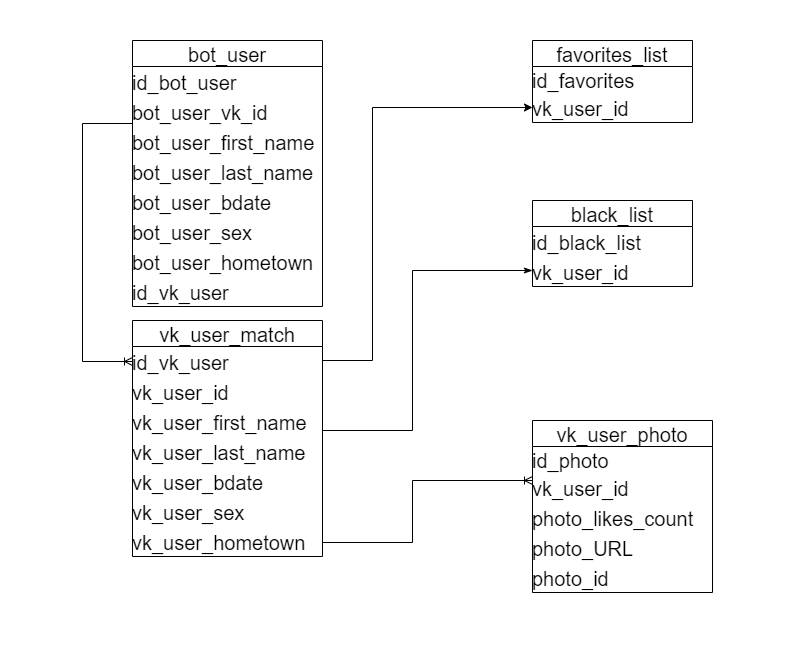 bot_user
id_bot_user
bot_user_vk_id
bot_user_first_name
bot_user_last_name
bot_user_bdate
bot_user_sex
bot_user_hometown
id_vk_user
vk_user_match
id_vk_user
vk_user_id
vk_user_first_name
vk_user_last_name
vk_user_bdate
vk_user_sex
vk_user_hometown
favorites_list
id_favorites
vk_user_id
black_list
id_black_list
vk_user_id
vk_user_photo
id_photo
vk_user_id
photo_likes_count
photo_URL
photo_id